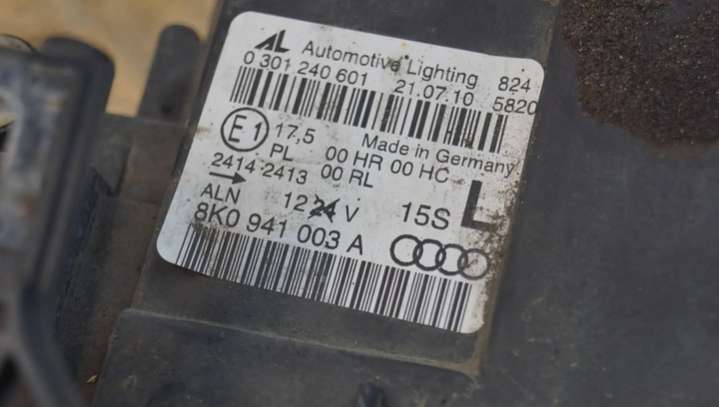 AL Automotive Lighting 824
0 301 240 601 21.07.10 5820
E1 17,5 Made in Germany
PL 00 HR 00 HC
2414 2413 00 RL L
→ ALN 12 24 V 15S
8K0 941 003 A